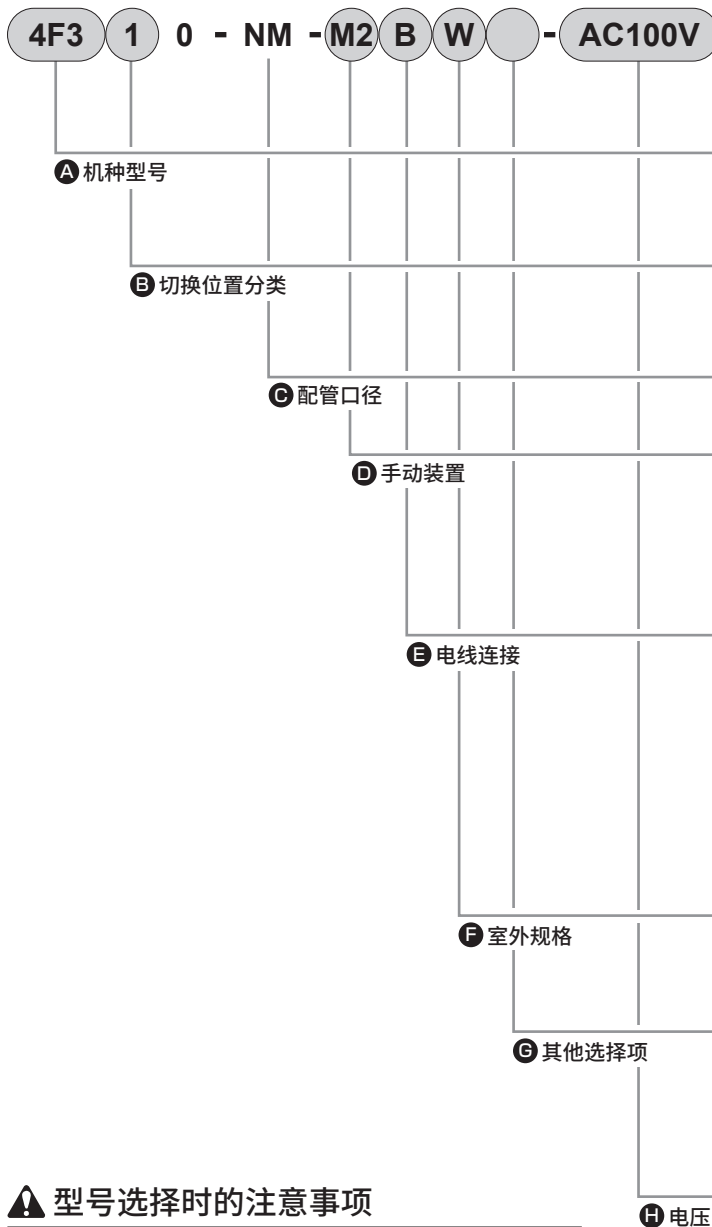 4F3 1 0 - NM - M2 B W - AC100V
A 机种型号
B 切换位置分类
C 配管口径
D 手动装置
E 电线连接
F 室外规格
G 其他选择项
H 电压
型号选择时的注意事项